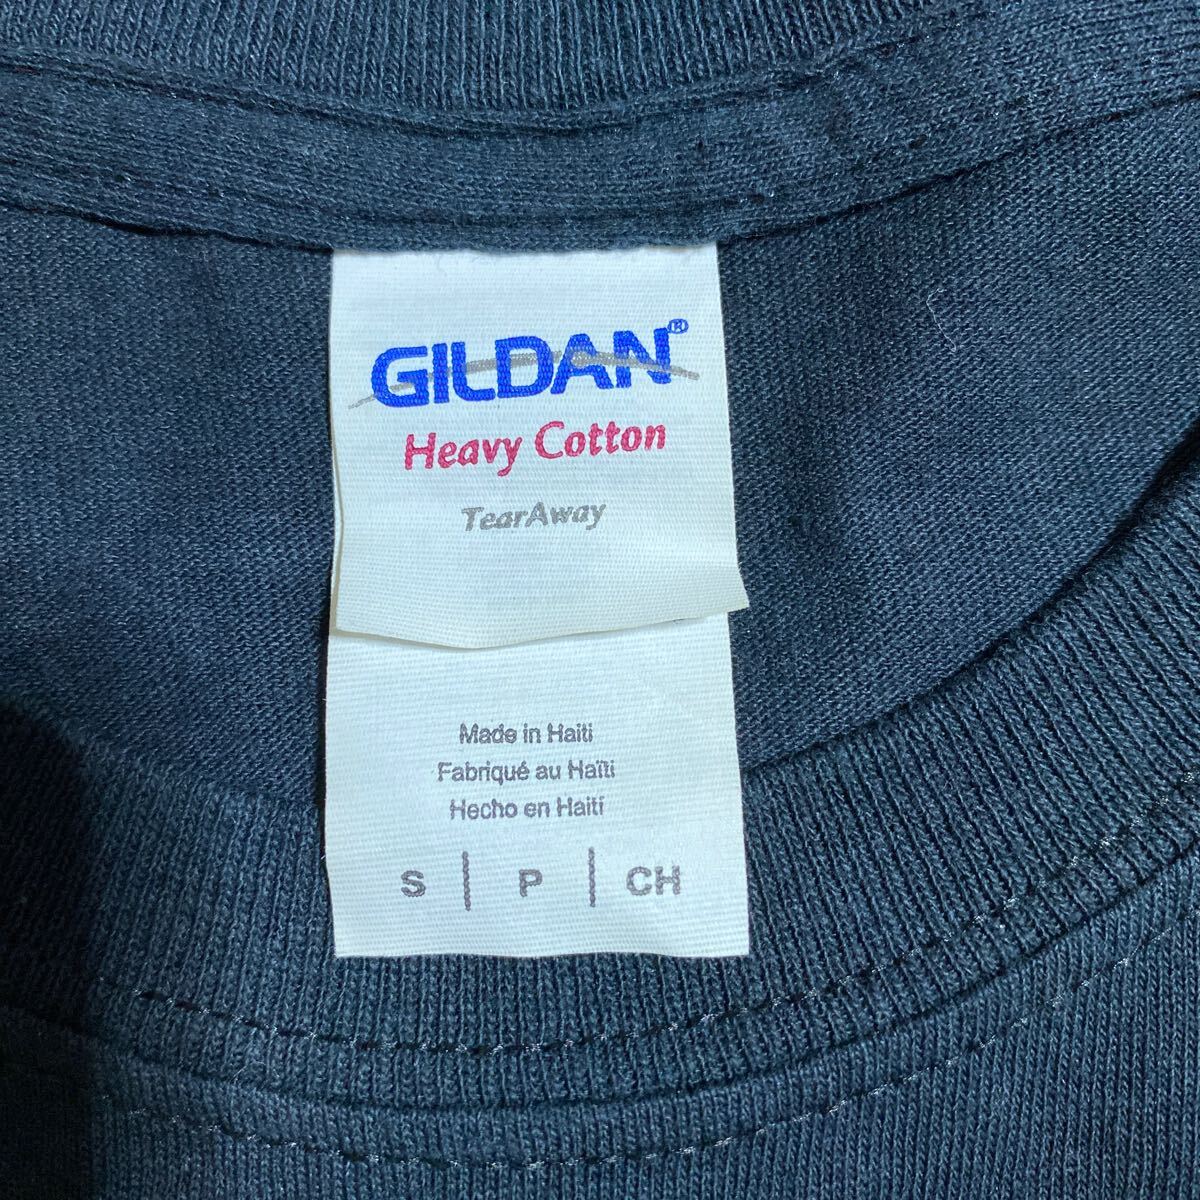 GILDAN®
Heavy Cotton
TearAway
Made in Haiti
Fabriqué au Haïti
Hecho en Haití
S | P | CH